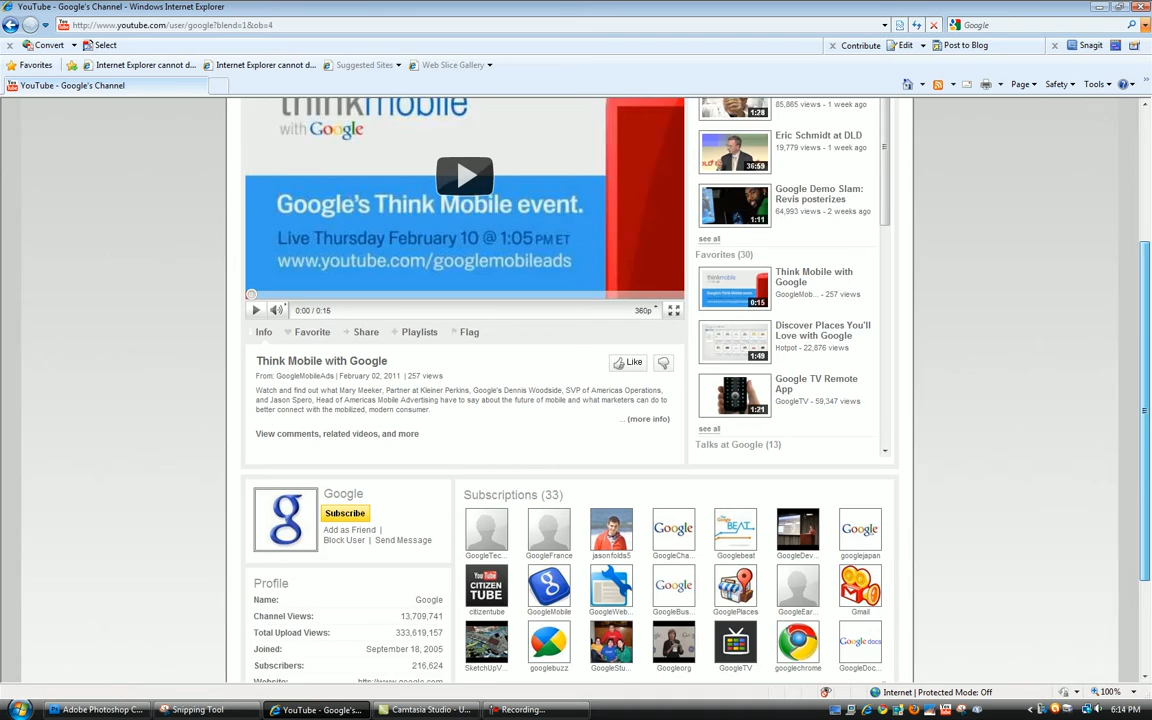 YouTube - Google's Channel - Windows Internet Explorer
http://www.youtube.com/user/google?blend=1&ob=4
Google
Convert
Select
Contribute
Edit
Post to Blog
Snagit
Favorites
Internet Explorer cannot d...
Internet Explorer cannot d...
Suggested Sites
Web Slice Gallery
YouTube - Google's Channel
Page
Safety
Tools
thinkmobile
with Google
Google's Think Mobile event.
Live Thursday February 10 @ 1:05 PM ET
www.youtube.com/googlemobileads
0:00 / 0:15
360p
1:28
85,865 views - 1 week ago
36:59
Eric Schmidt at DLD
19,779 views - 1 week ago
1:11
Google Demo Slam:
Revis posterizes
64,993 views - 2 weeks ago
see all
Favorites (30)
0:15
Think Mobile with
Google
GoogleMob... - 257 views
1:49
Discover Places You'll
Love with Google
Hotpot - 22,876 views
1:21
Google TV Remote
App
GoogleTV - 59,347 views
see all
Talks at Google (13)
Info
Favorite
Share
Playlists
Flag
Think Mobile with Google
Like
From: GoogleMobileAds | February 02, 2011 | 257 views
Watch and find out what Mary Meeker, Partner at Kleiner Perkins, Google's Dennis Woodside, SVP of Americas Operations,
and Jason Spero, Head of Americas Mobile Advertising have to say about the future of mobile and what marketers can do to
better connect with the mobilized, modern consumer.
... (more info)
View comments, related videos, and more
Google
Subscribe
Add as Friend |
Block User | Send Message
Profile
Name: Google
Channel Views: 13,709,741
Total Upload Views: 333,619,157
Joined: September 18, 2005
Subscribers: 216,624
Website: http://www.google.com
Subscriptions (33)
GoogleTec...
GoogleFrance
jasonfolds5
GoogleCha...
Googlebeat
GoogleDev...
googlejapan
citizentube
GoogleMobile
GoogleWeb...
GoogleBus...
GooglePlaces
GoogleEar...
Gmail
SketchUpV...
googlebuzz
GoogleStu...
Googleorg
GoogleTV
googlechrome
GoogleDoc...
Internet | Protected Mode: Off
100%
Adobe Photoshop C...
Snipping Tool
YouTube - Google's...
Camtasia Studio - U...
Recording...
6:14 PM